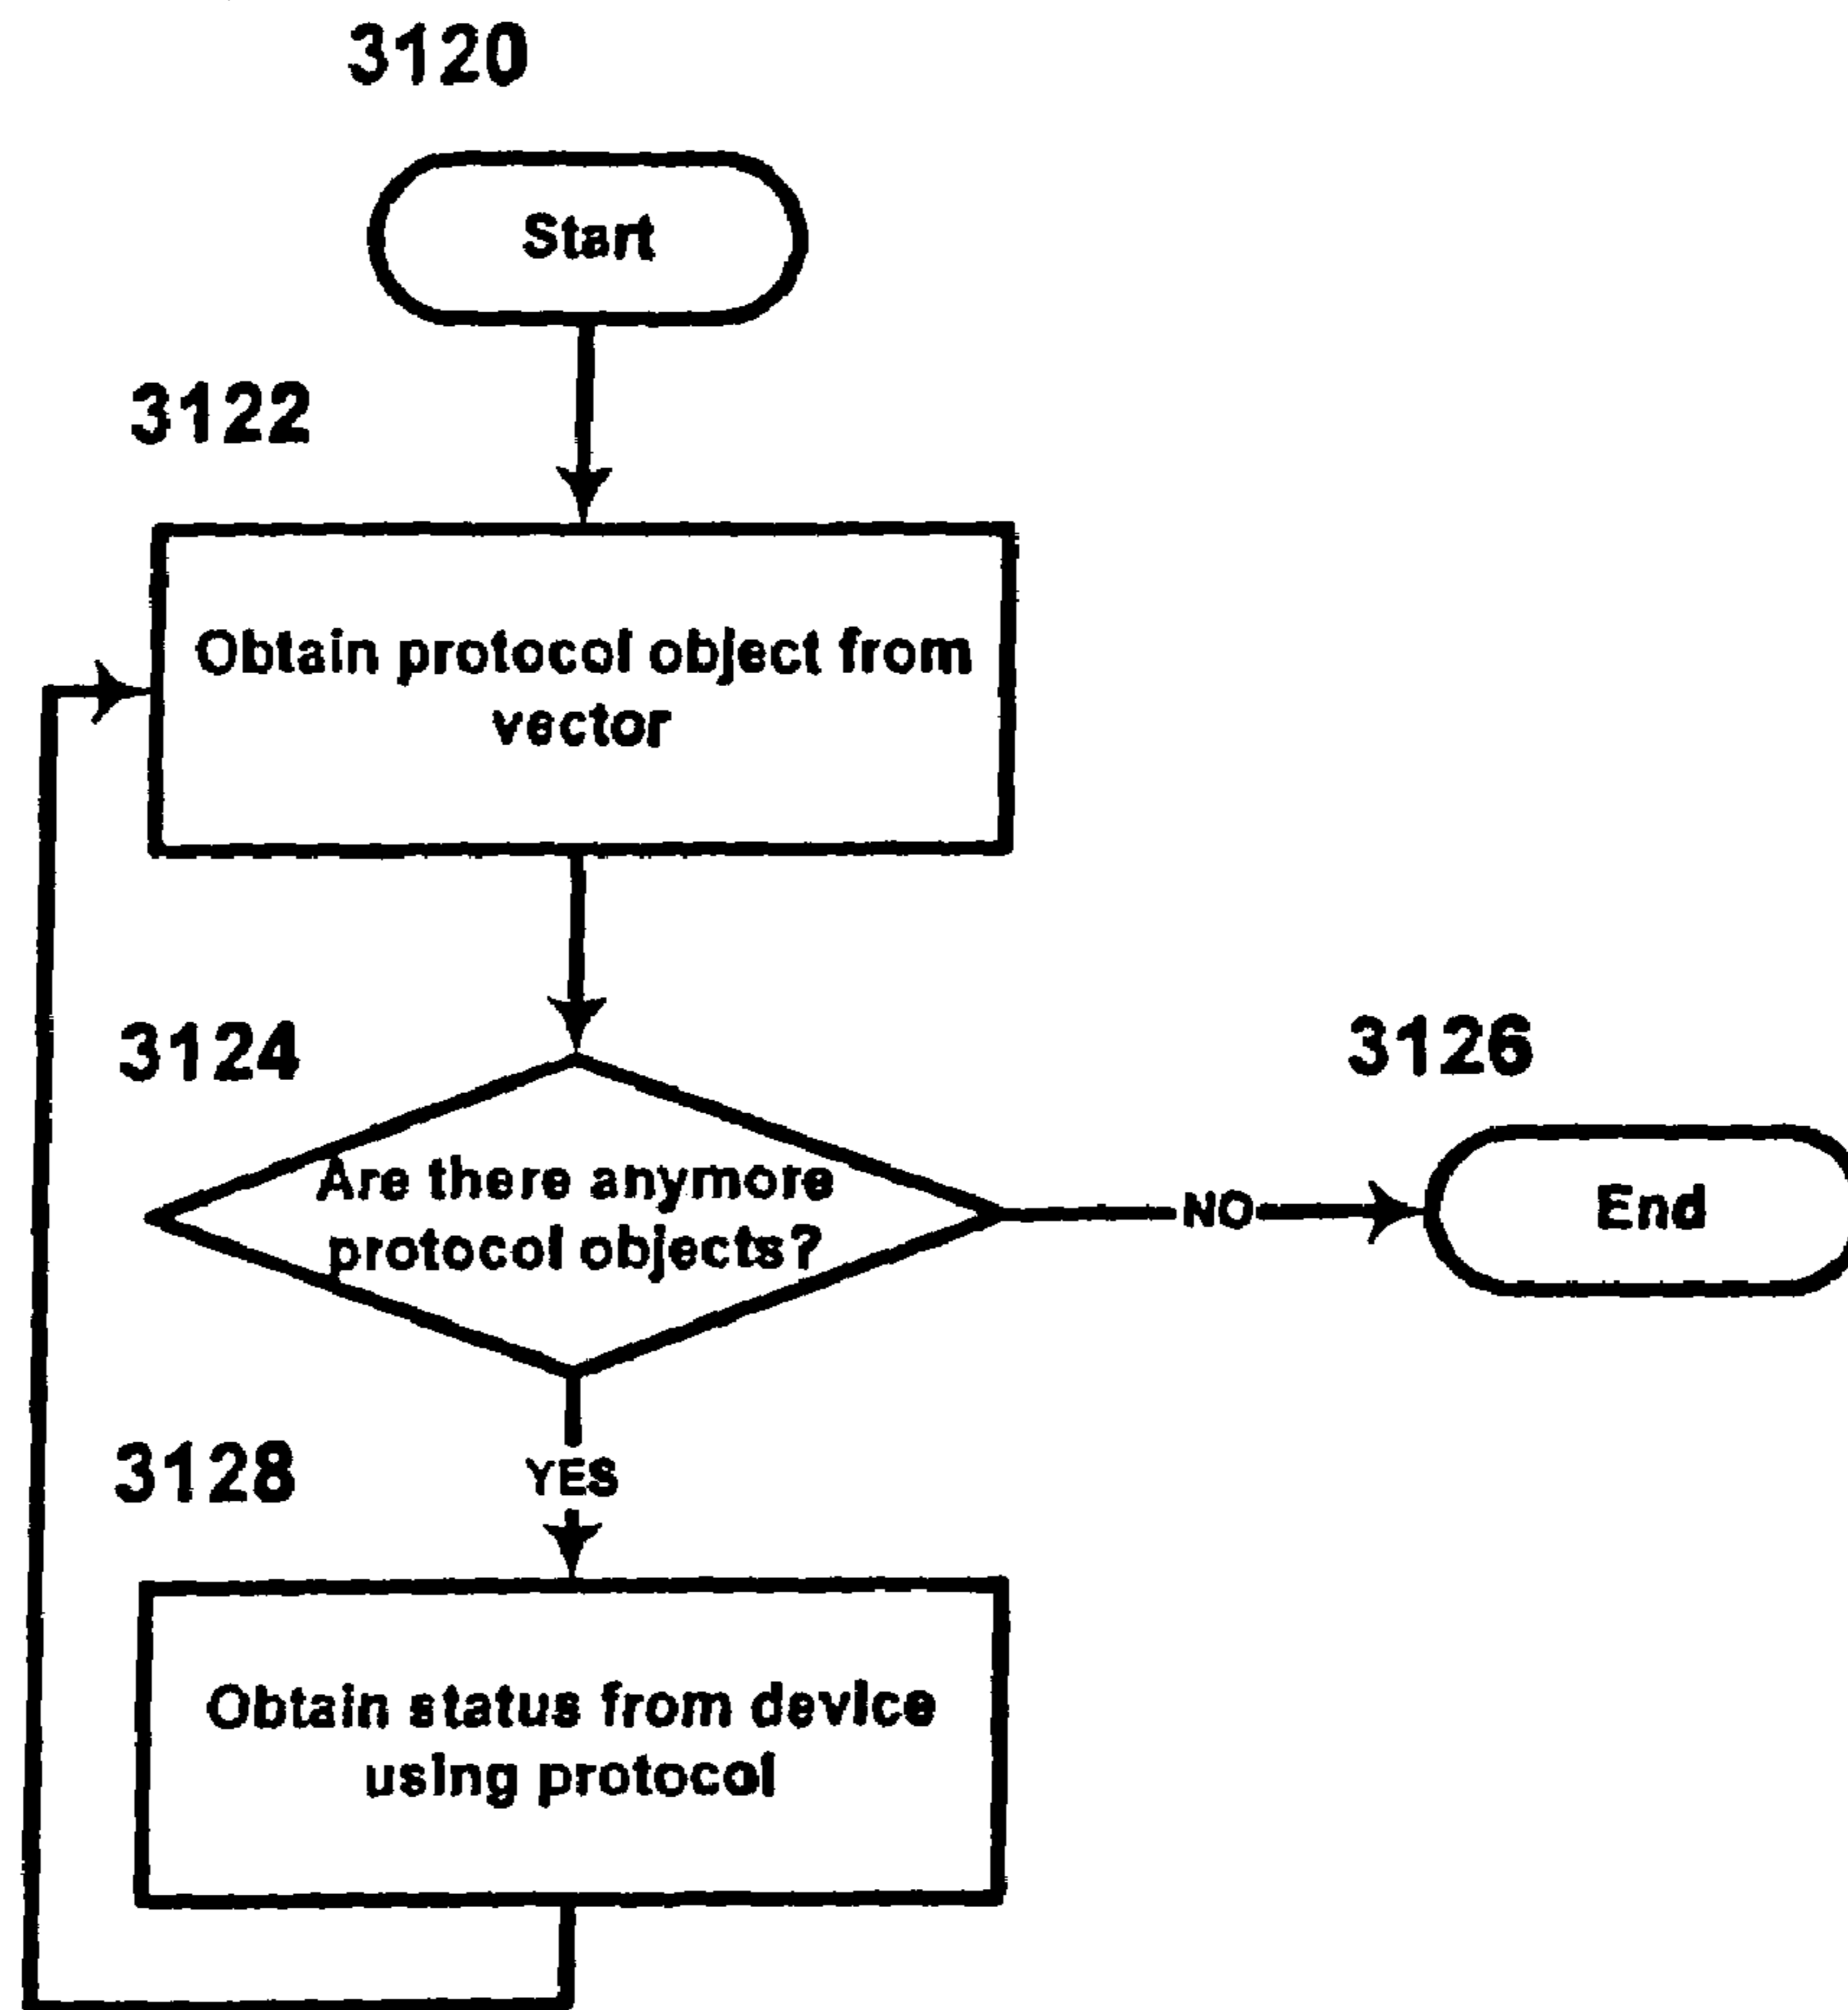 3120
Start
3122
Obtain protocol object from
vector
3124
Are there anymore
protocol objects?
NO
3126
End
YES
3128
Obtain status from device
using protocol